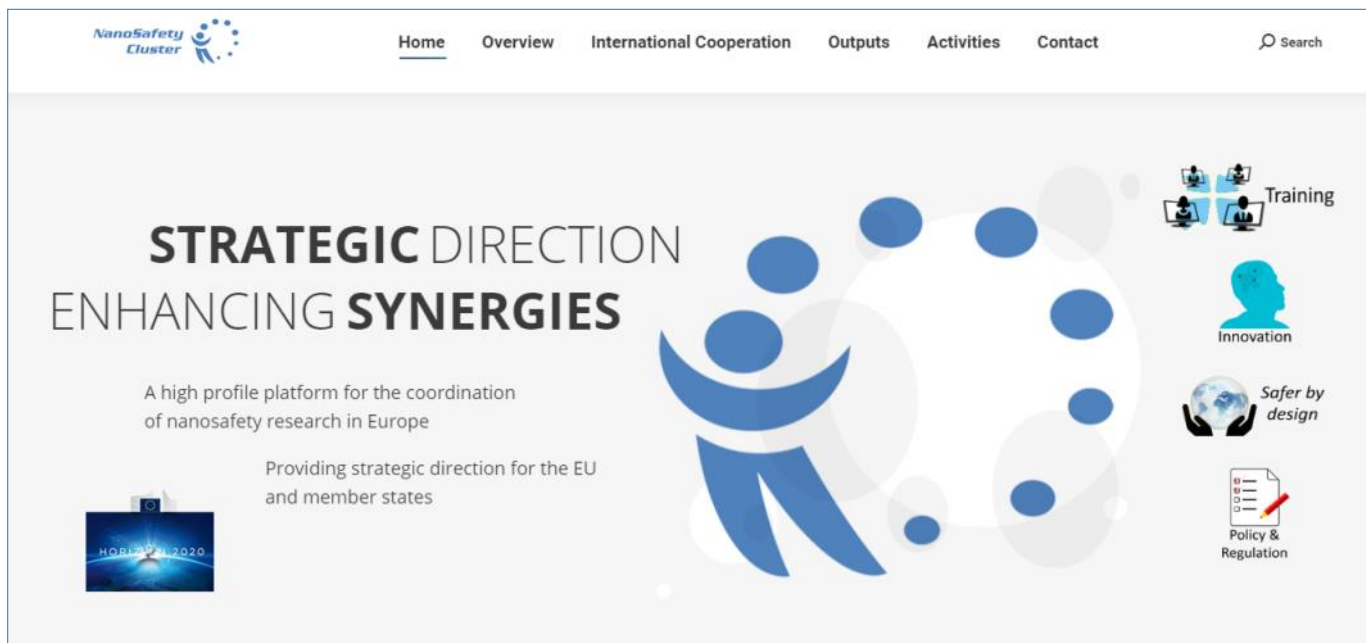 NanoSafety
Cluster
Home Overview International Cooperation Outputs Activities Contact
Search
STRATEGIC DIRECTION
ENHANCING SYNERGIES
A high profile platform for the coordination
of nanosafety research in Europe
Providing strategic direction for the EU
and member states
HORIZON 2020
Training
Innovation
Safer by
design
Policy &
Regulation